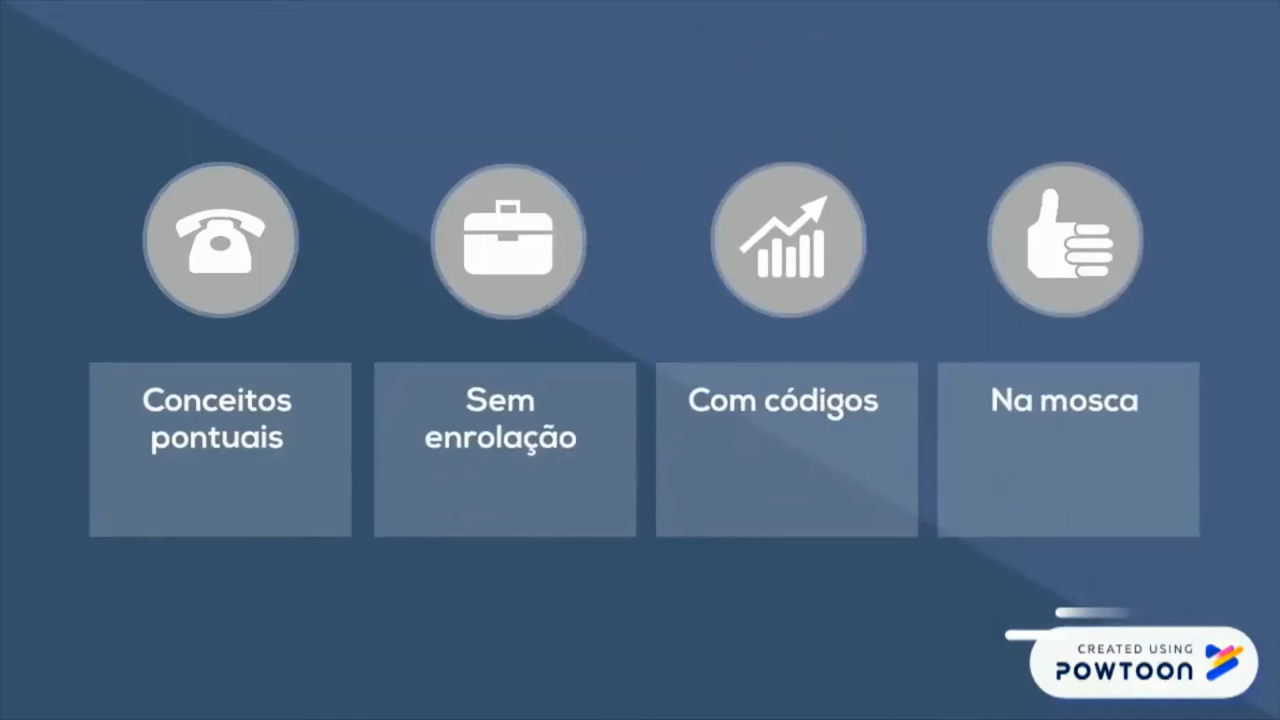 Conceitos
pontuais
Sem
enrolação
Com códigos
Na mosca
CREATED USING
POWTOON